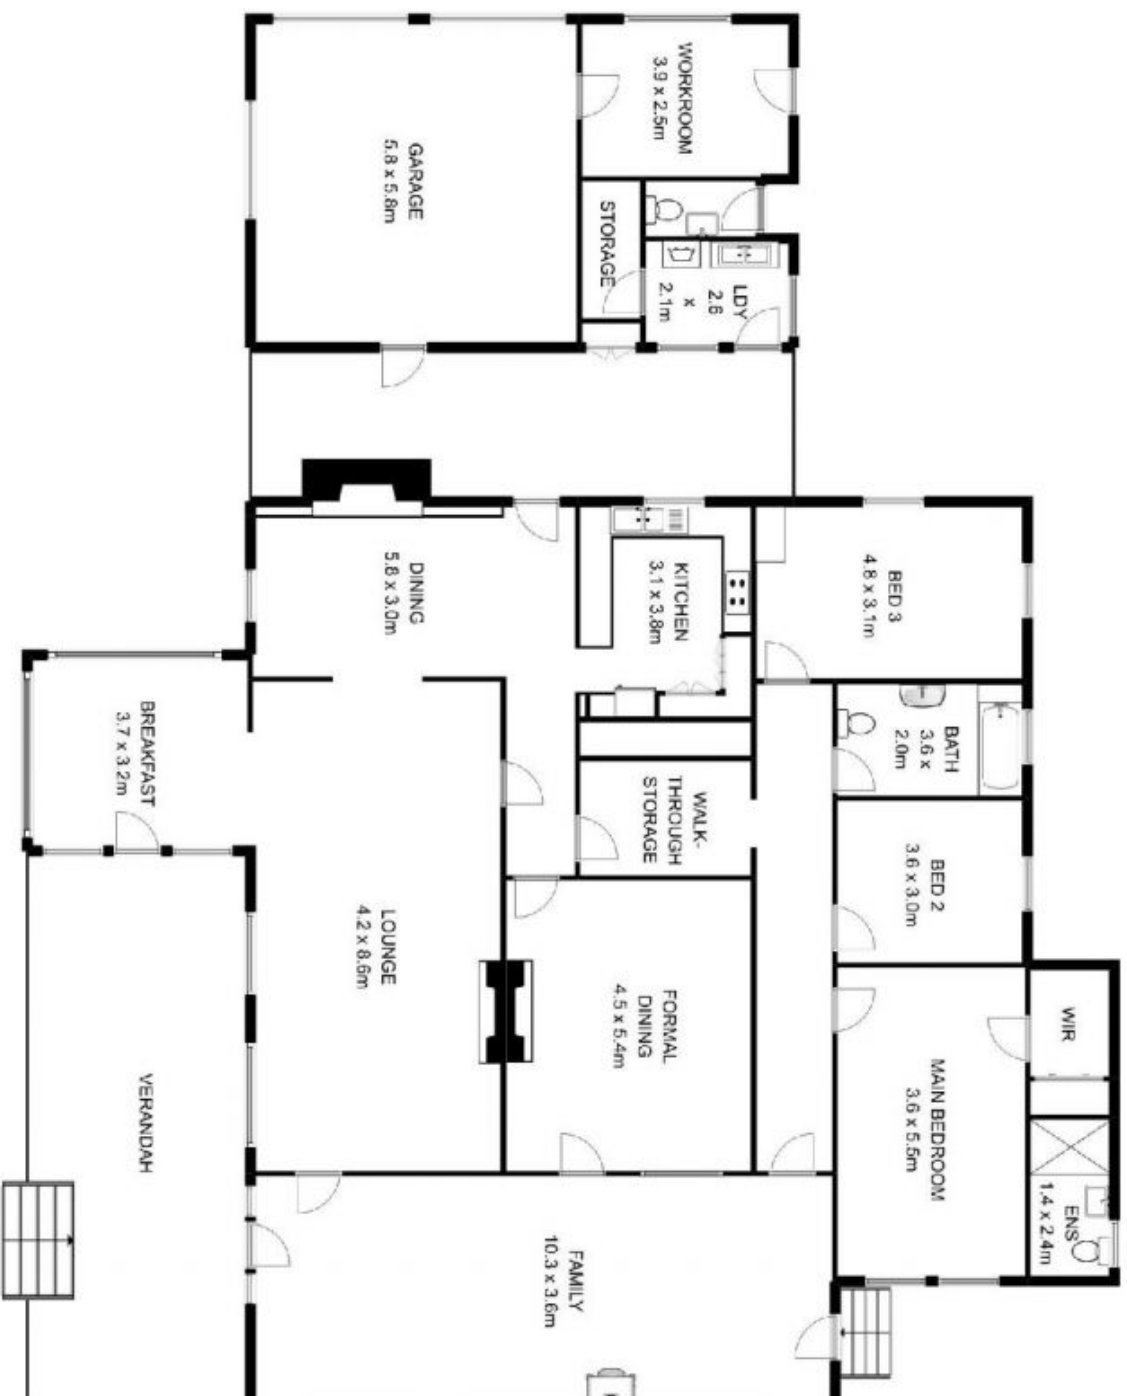 WORKROOM
3.9 x 2.5m
GARAGE
5.8 x 5.8m
STORAGE
LDY
2.6
x
2.1m
DINING
5.8 x 3.0m
KITCHEN
3.1 x 3.8m
BED 3
4.8 x 3.1m
BREAKFAST
3.7 x 3.2m
WALK-
THROUGH
STORAGE
BATH
3.6 x
2.0m
BED 2
3.6 x 3.0m
LOUNGE
4.2 x 8.6m
FORMAL
DINING
4.5 x 5.4m
WIR
MAIN BEDROOM
3.6 x 5.5m
VERANDAH
ENS
1.4 x 2.4m
FAMILY
10.3 x 3.6m